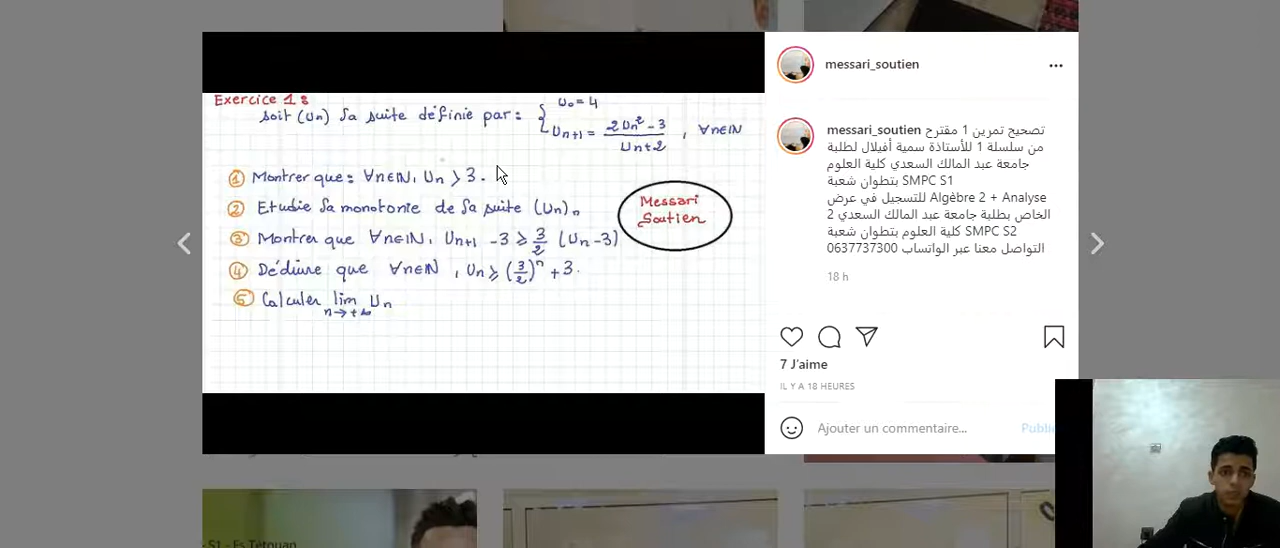 Exercice 1 :
Soit (Un) la suite définie par : { U0 = 4
Un+1 = 2Un² - 3 / Un + 2 , ∀n∈IN
① Montrer que : ∀n∈IN, Un > 3.
② Etudie la monotonie de la suite (Un).
③ Montrer que ∀n∈IN, Un+1 - 3 ≥ 3/2 (Un - 3)
④ Déduire que ∀n∈IN, Un ≥ (3/2)^n + 3.
⑤ Calculer lim Un
n→+∞
Messari
Soutien
messari_soutien
messari_soutien تصحيح تمرين 1 مقترح
من سلسلة 1 للأستاذة سمية أفيلال لطلبة
جامعة عبد المالك السعدي كلية العلوم
بتطوان شعبة SMPC S1
للتسجيل في عرض Algèbre 2 + Analyse
2 الخاص بطلبة جامعة عبد المالك السعدي
كلية العلوم بتطوان شعبة SMPC S2
التواصل معنا عبر الواتساب 0637737300
18 h
7 J'aime
IL Y A 18 HEURES
Ajouter un commentaire...
Public
- S1 - Fs Tetouan